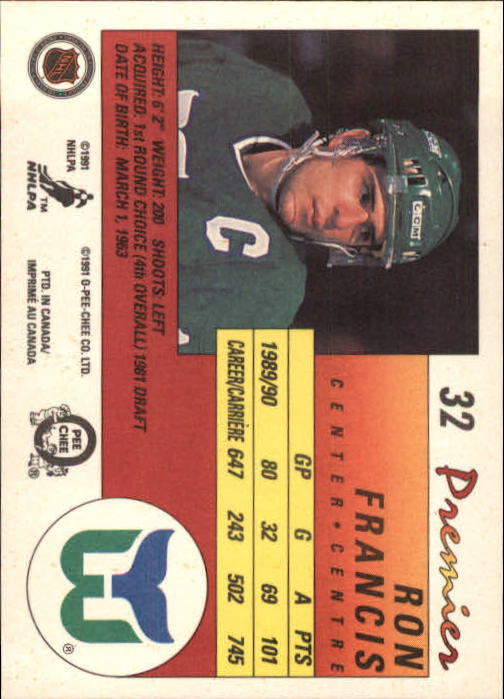 32 Premier
RON
FRANCIS
CENTER • CENTRE
CCM
C
GP G A PTS
1989/90 80 32 69 101
CAREER/CARRIÈRE 647 243 502 745
HEIGHT: 6' 2" WEIGHT: 200 SHOOTS: LEFT
ACQUIRED: 1st ROUND CHOICE (4th OVERALL) 1981 DRAFT
DATE OF BIRTH: MARCH 1, 1963
NHL
©1991
NHLPA
NHLPA™
©1991 O-PEE-CHEE CO. LTD.
PTD. IN CANADA/
IMPRIMÉ AU CANADA
O
PEE
CHEE
®